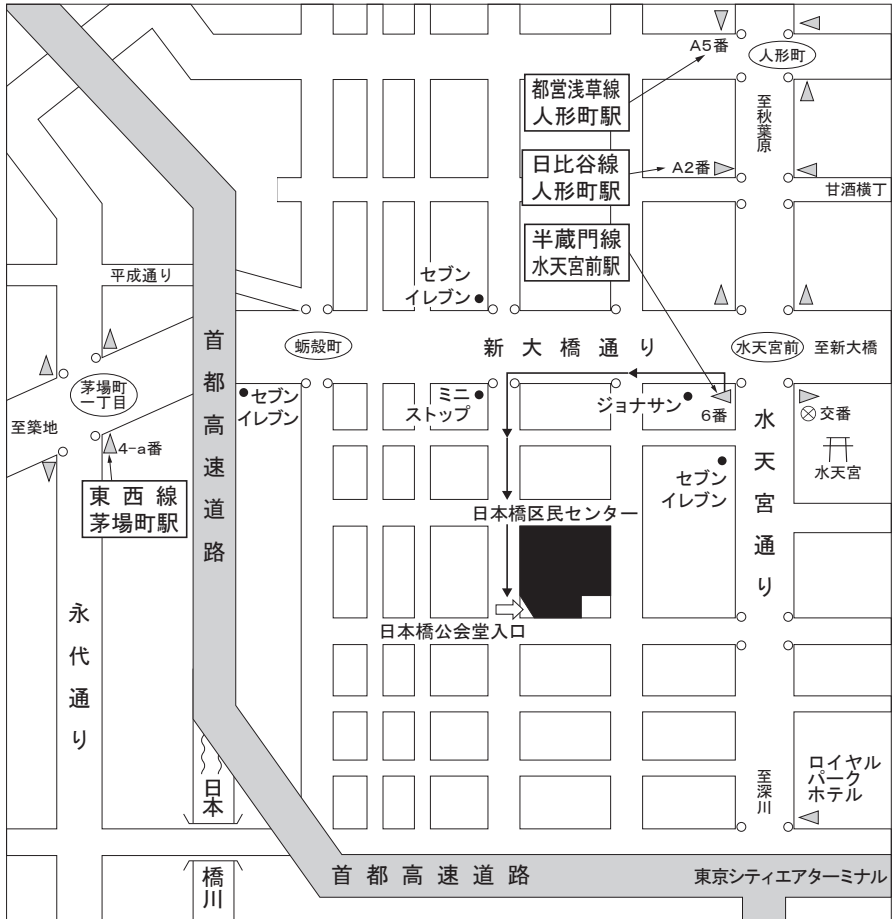 A5番
人形町
都営浅草線
人形町駅
至秋葉原
日比谷線
人形町駅
A2番
甘酒横丁
半蔵門線
水天宮前駅
平成通り
セブン
イレブン
首都高速道路
蛎殻町
新大橋通り
水天宮前
至新大橋
茅場町
一丁目
セブン
イレブン
ミニ
ストップ
ジョナサン
6番
交番
至築地
4-a番
水天宮
水天宮通り
セブン
イレブン
東西線
茅場町駅
日本橋区民センター
日本橋公会堂入口
永代通り
ロイヤル
パーク
ホテル
至深川
日本
橋川
首都高速道路
東京シティエアターミナル